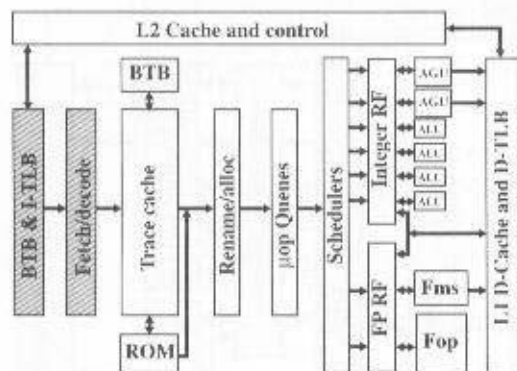 L2 Cache and control
BTB
BTB & I-TLB
Fetch/decode
Trace cache
ROM
Rename/alloc
µop Quenes
Schedulers
Integer RF
FP RF
AGU
AGU
ALU
ALU
ALU
ALU
Fms
Fop
L1 D-Cache and D-TLB